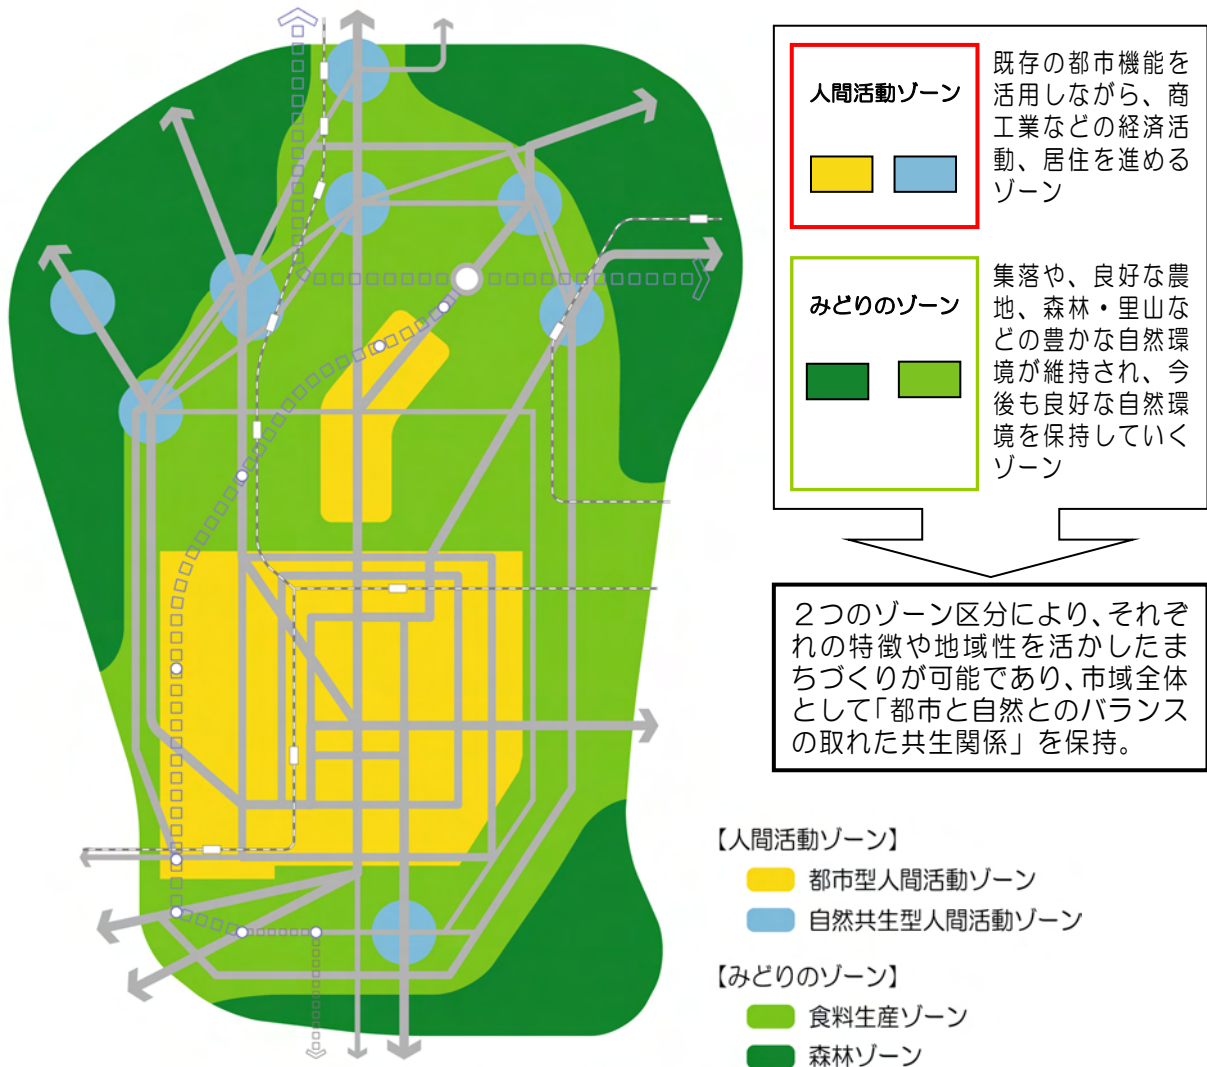 人間活動ゾーン
既存の都市機能を
活用しながら、商
工業などの経済活
動、居住を進める
ゾーン
みどりのゾーン
集落や、良好な農
地、森林・里山な
どの豊かな自然環
境が維持され、今
後も良好な自然環
境を保持していく
ゾーン
２つのゾーン区分により、それぞ
れの特徴や地域性を活かしたま
ちづくりが可能であり、市域全体
として「都市と自然とのバランス
の取れた共生関係」を保持。
【人間活動ゾーン】
都市型人間活動ゾーン
自然共生型人間活動ゾーン
【みどりのゾーン】
食料生産ゾーン
森林ゾーン